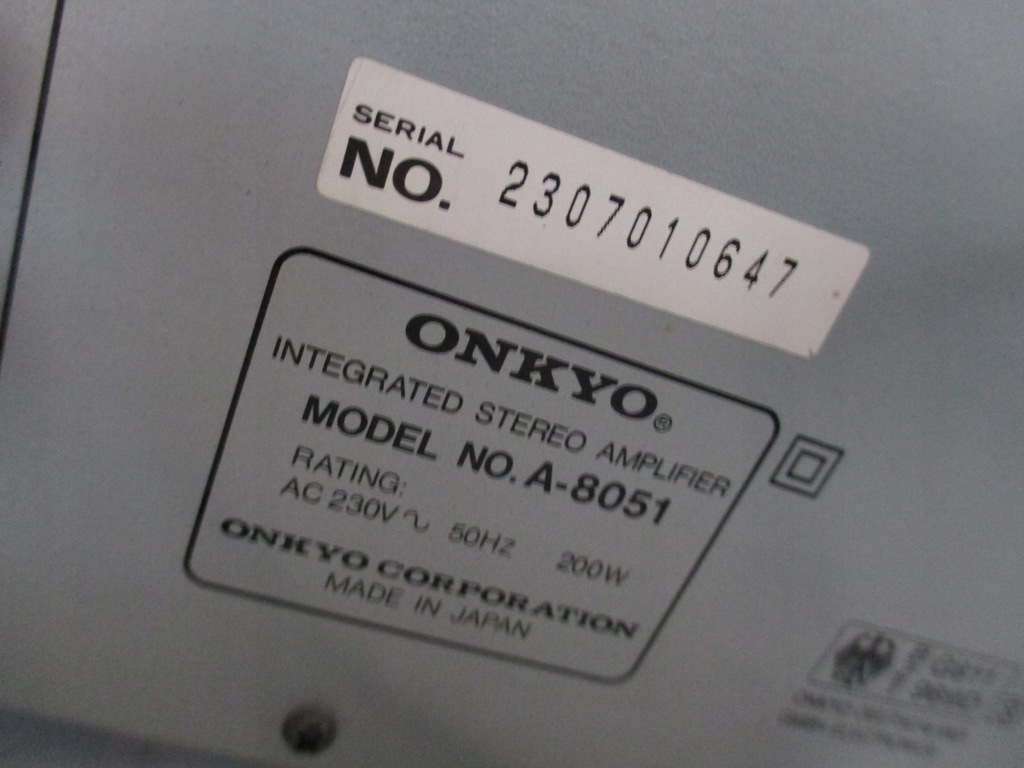 SERIAL
NO. 2307010647
ONKYO®
INTEGRATED STEREO AMPLIFIER
MODEL NO. A-8051
RATING:
AC 230V~ 50Hz 200W
ONKYO CORPORATION
MADE IN JAPAN